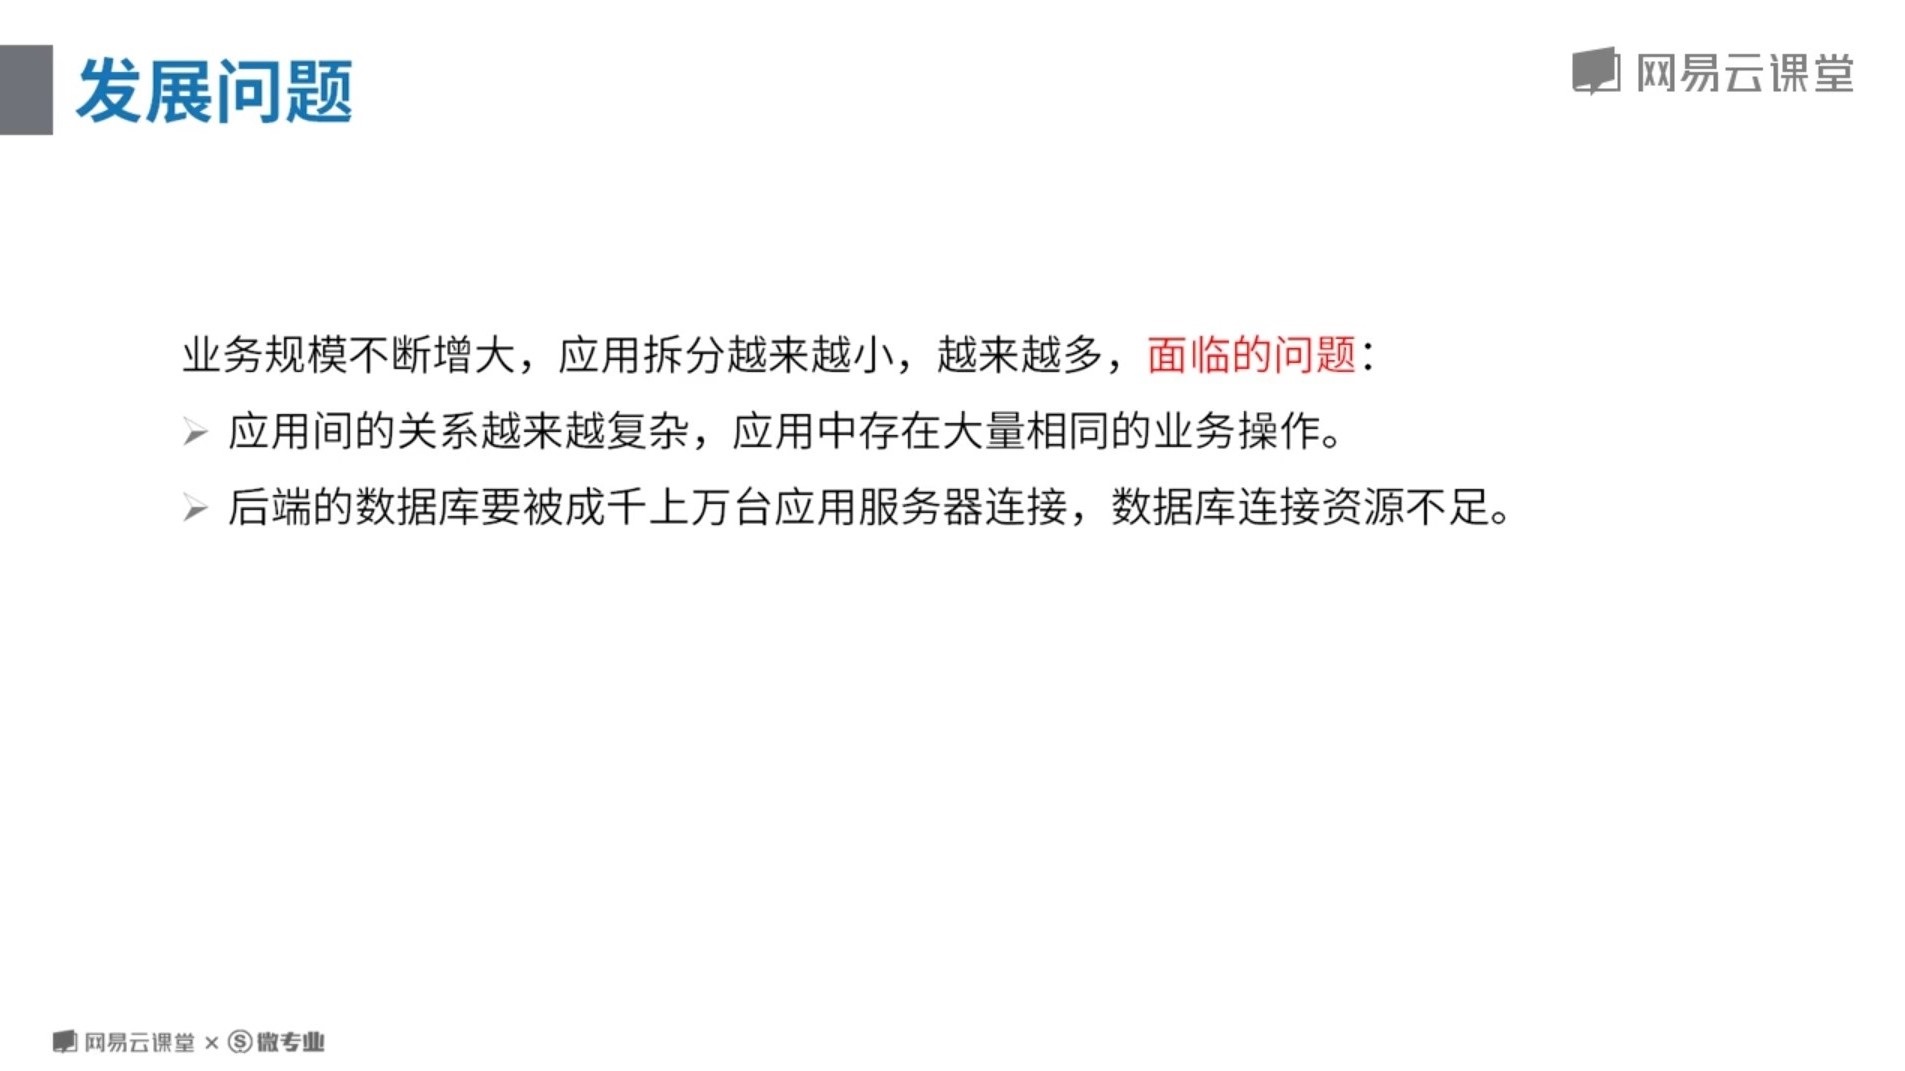 发展问题
网易云课堂
业务规模不断增大，应用拆分越来越小，越来越多，面临的问题：
应用间的关系越来越复杂，应用中存在大量相同的业务操作。
后端的数据库要被成千上万台应用服务器连接，数据库连接资源不足。
网易云课堂 × 微专业